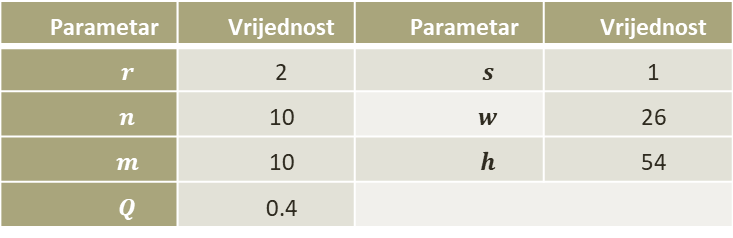 Parametar Vrijednost Parametar Vrijednost
r 2 s 1
n 10 w 26
m 10 h 54
Q 0.4